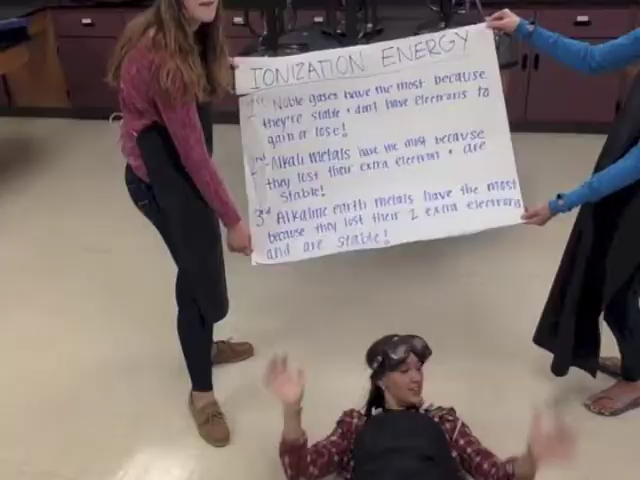 IONIZATION ENERGY
1st Noble gases have the most because
they're stable + don't have electrons to
gain or lose!
2nd Alkali metals have the most because
they lost their extra electron + are
stable!
3rd Alkaline earth metals have the most
because they lost their 2 extra electrons
and are stable!